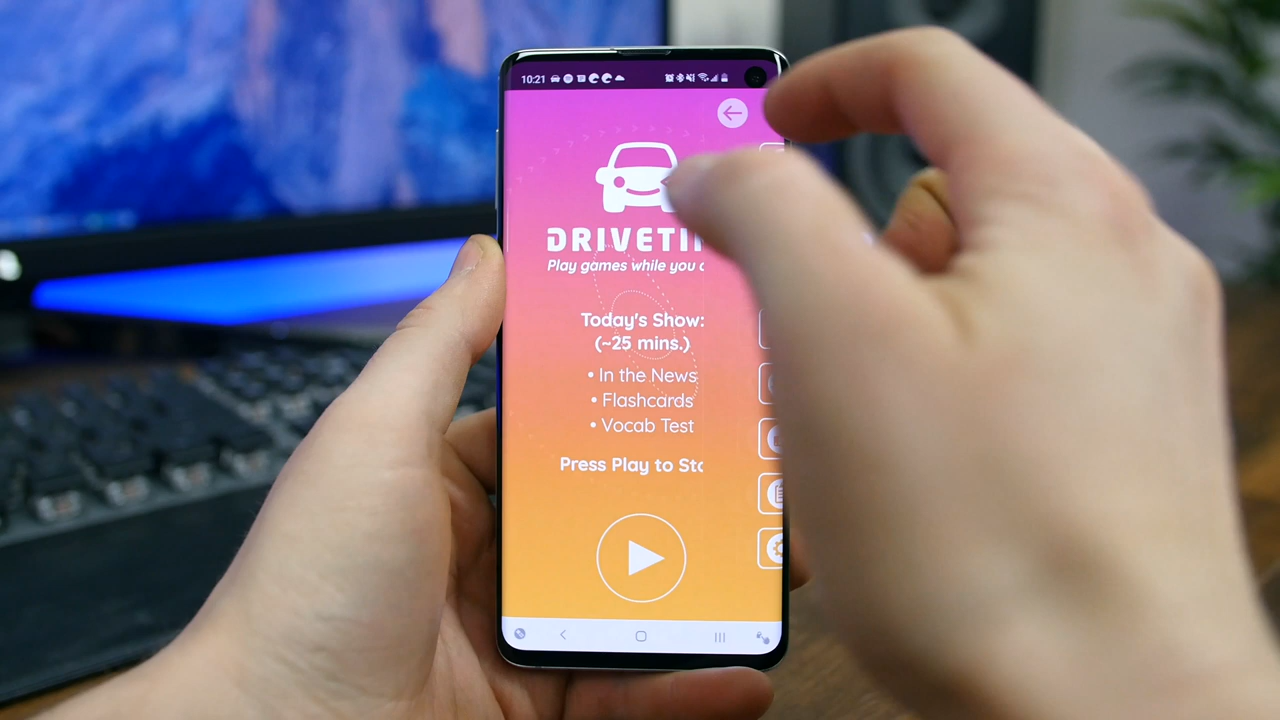 10:21
DRIVETI
Play games while you
Today's Show:
(~25 mins.)
• In the News
• Flashcards
• Vocab Test
Press Play to